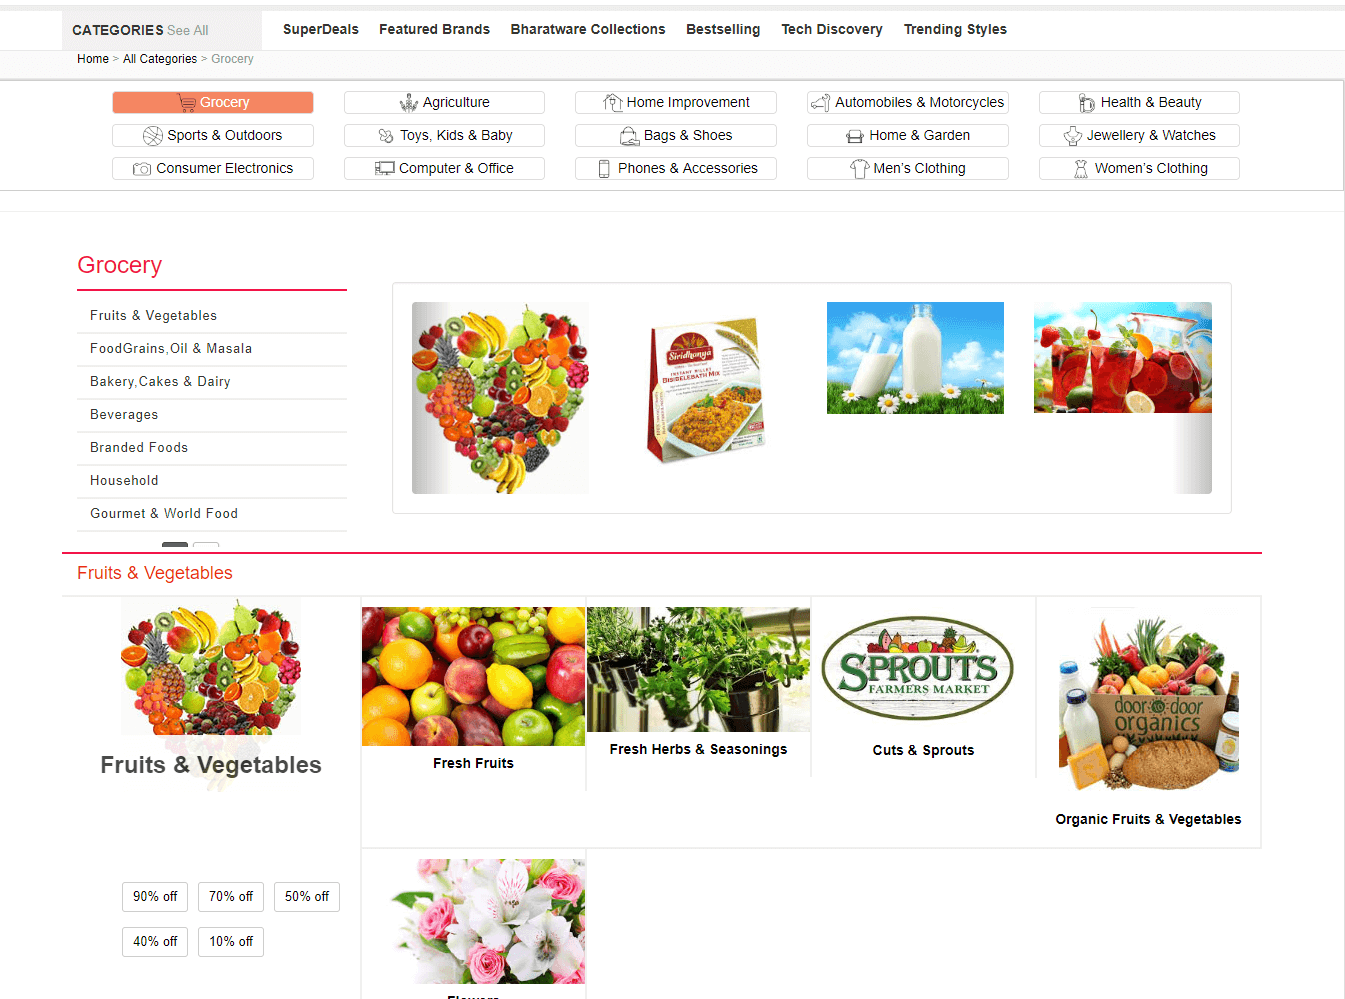 CATEGORIES See All SuperDeals Featured Brands Bharatware Collections Bestselling Tech Discovery Trending Styles
Home > All Categories > Grocery
Grocery Agriculture Home Improvement Automobiles & Motorcycles Health & Beauty
Sports & Outdoors Toys, Kids & Baby Bags & Shoes Home & Garden Jewellery & Watches
Consumer Electronics Computer & Office Phones & Accessories Men’s Clothing Women’s Clothing
Grocery
Fruits & Vegetables
FoodGrains,Oil & Masala
Bakery,Cakes & Dairy
Beverages
Branded Foods
Household
Gourmet & World Food
Siridhanya
INSTANT MILLET
BISIBELEBATH MIX
Fruits & Vegetables
Fruits & Vegetables
Fresh Fruits
Fresh Herbs & Seasonings
SPROUTS
FARMERS MARKET
Cuts & Sprouts
door to door
organics
Organic Fruits & Vegetables
90% off 70% off 50% off
40% off 10% off
Flowers